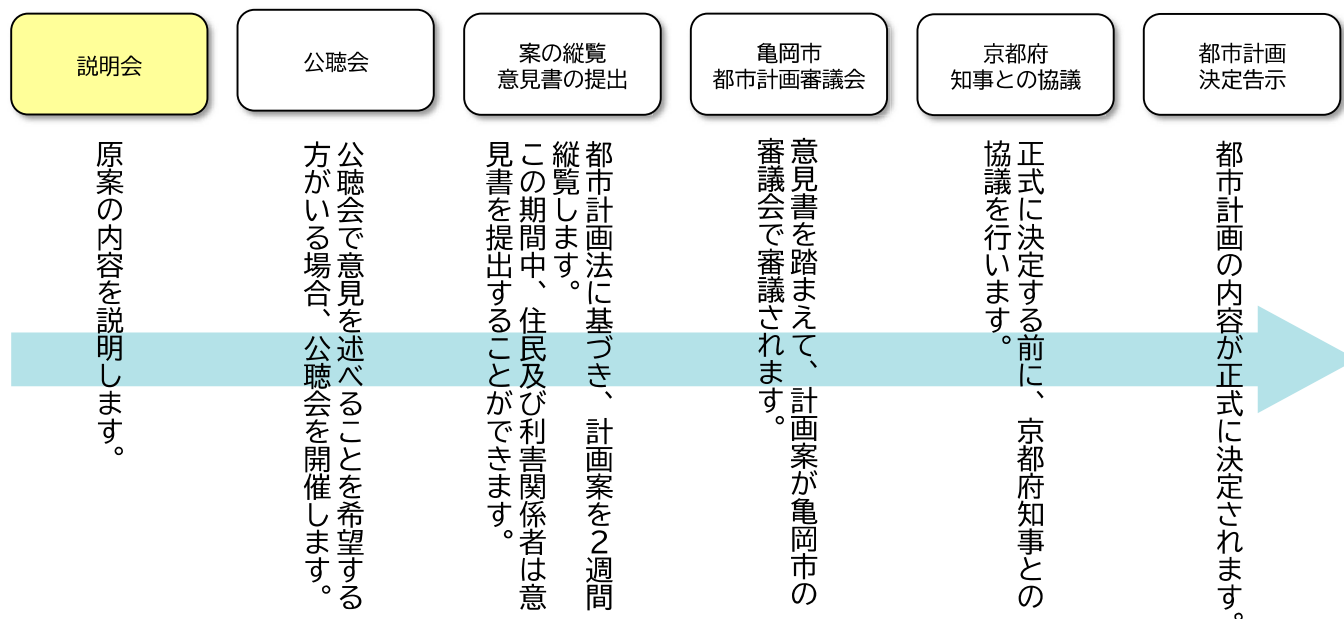 説明会
原案の内容を説明します。
公聴会
公聴会で意見を述べることを希望する
方がいる場合、公聴会を開催します。
案の縦覧
意見書の提出
都市計画法に基づき、計画案を２週間
縦覧します。
この期間中、住民及び利害関係者は意
見書を提出することができます。
亀岡市
都市計画審議会
意見書を踏まえて、計画案が亀岡市の
審議会で審議されます。
京都府
知事との協議
正式に決定する前に、京都府知事との
協議を行います。
都市計画
決定告示
都市計画の内容が正式に決定されます。